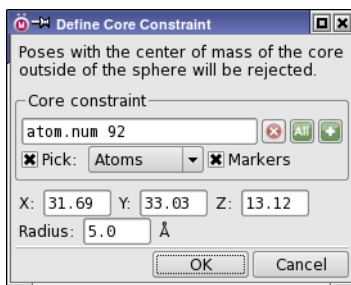 Define Core Constraint
Poses with the center of mass of the core
outside of the sphere will be rejected.
Core constraint
atom.num 92
All
Pick: Atoms Markers
X: 31.69 Y: 33.03 Z: 13.12
Radius: 5.0 Å
OK Cancel